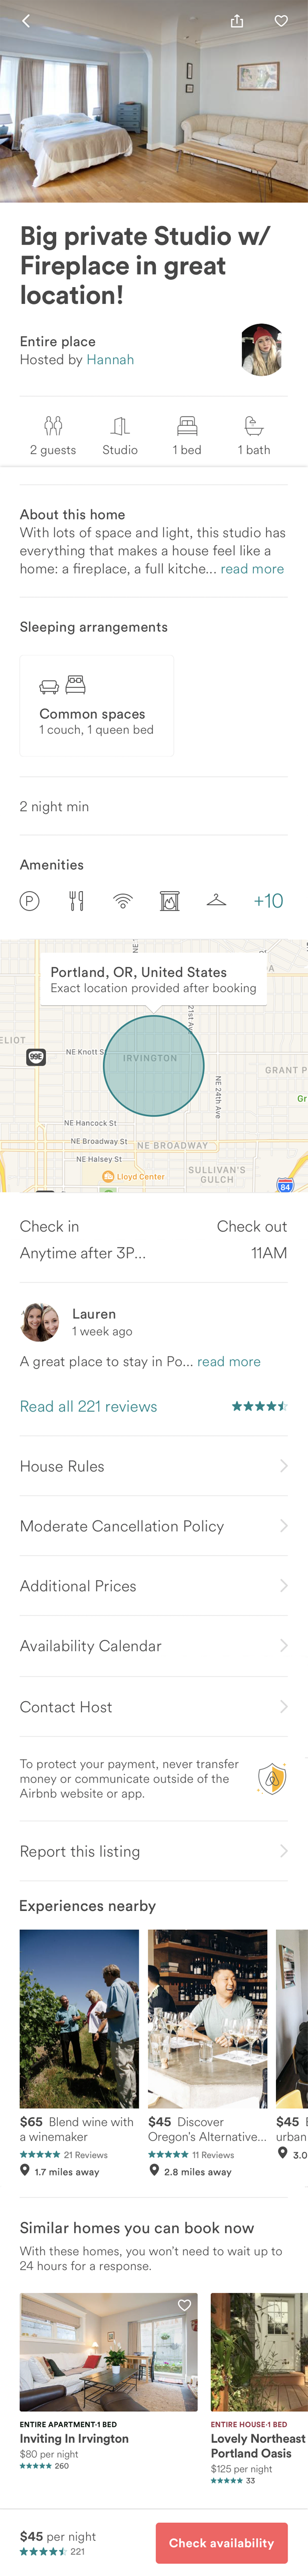 Big private Studio w/
Fireplace in great
location!
Entire place
Hosted by Hannah
2 guests
Studio
1 bed
1 bath
About this home
With lots of space and light, this studio has
everything that makes a house feel like a
home: a fireplace, a full kitche... read more
Sleeping arrangements
Common spaces
1 couch, 1 queen bed
2 night min
Amenities
P
+10
Portland, OR, United States
Exact location provided after booking
21st Ave
ELIOT
99E
NE Knott S
IRVINGTON
GRANT P
NE 24th Ave
Gr
NE Hancock St
NE Broadway St
NE BROADWAY
NE Halsey St
Lloyd Center
SULLIVAN'S
GULCH
84
Check in
Check out
Anytime after 3P...
11AM
Lauren
1 week ago
A great place to stay in Po... read more
Read all 221 reviews
House Rules
Moderate Cancellation Policy
Additional Prices
Availability Calendar
Contact Host
To protect your payment, never transfer
money or communicate outside of the
Airbnb website or app.
Report this listing
Experiences nearby
$65 Blend wine with
a winemaker
21 Reviews
1.7 miles away
$45 Discover
Oregon's Alternative...
11 Reviews
2.8 miles away
$45
urban
3.0
Similar homes you can book now
With these homes, you won't need to wait up to
24 hours for a response.
ENTIRE APARTMENT·1 BED
Inviting In Irvington
$80 per night
260
ENTIRE HOUSE·1 BED
Lovely Northeast
Portland Oasis
$125 per night
33
$45 per night
221
Check availability